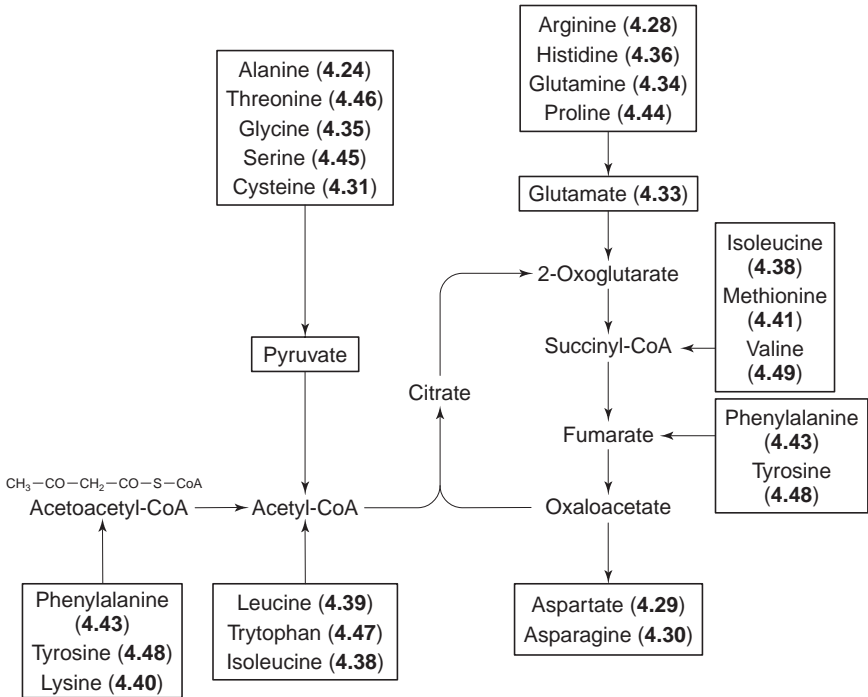 Alanine (4.24)
Threonine (4.46)
Glycine (4.35)
Serine (4.45)
Cysteine (4.31)
Arginine (4.28)
Histidine (4.36)
Glutamine (4.34)
Proline (4.44)
Glutamate (4.33)
2-Oxoglutarate
Isoleucine
(4.38)
Methionine
(4.41)
Valine
(4.49)
Succinyl-CoA
Pyruvate
Citrate
Fumarate
Phenylalanine
(4.43)
Tyrosine
(4.48)
CH₃–CO–CH₂–CO–S–CoA
Acetoacetyl-CoA
Acetyl-CoA
Oxaloacetate
Phenylalanine
(4.43)
Tyrosine (4.48)
Lysine (4.40)
Leucine (4.39)
Trytophan (4.47)
Isoleucine (4.38)
Aspartate (4.29)
Asparagine (4.30)